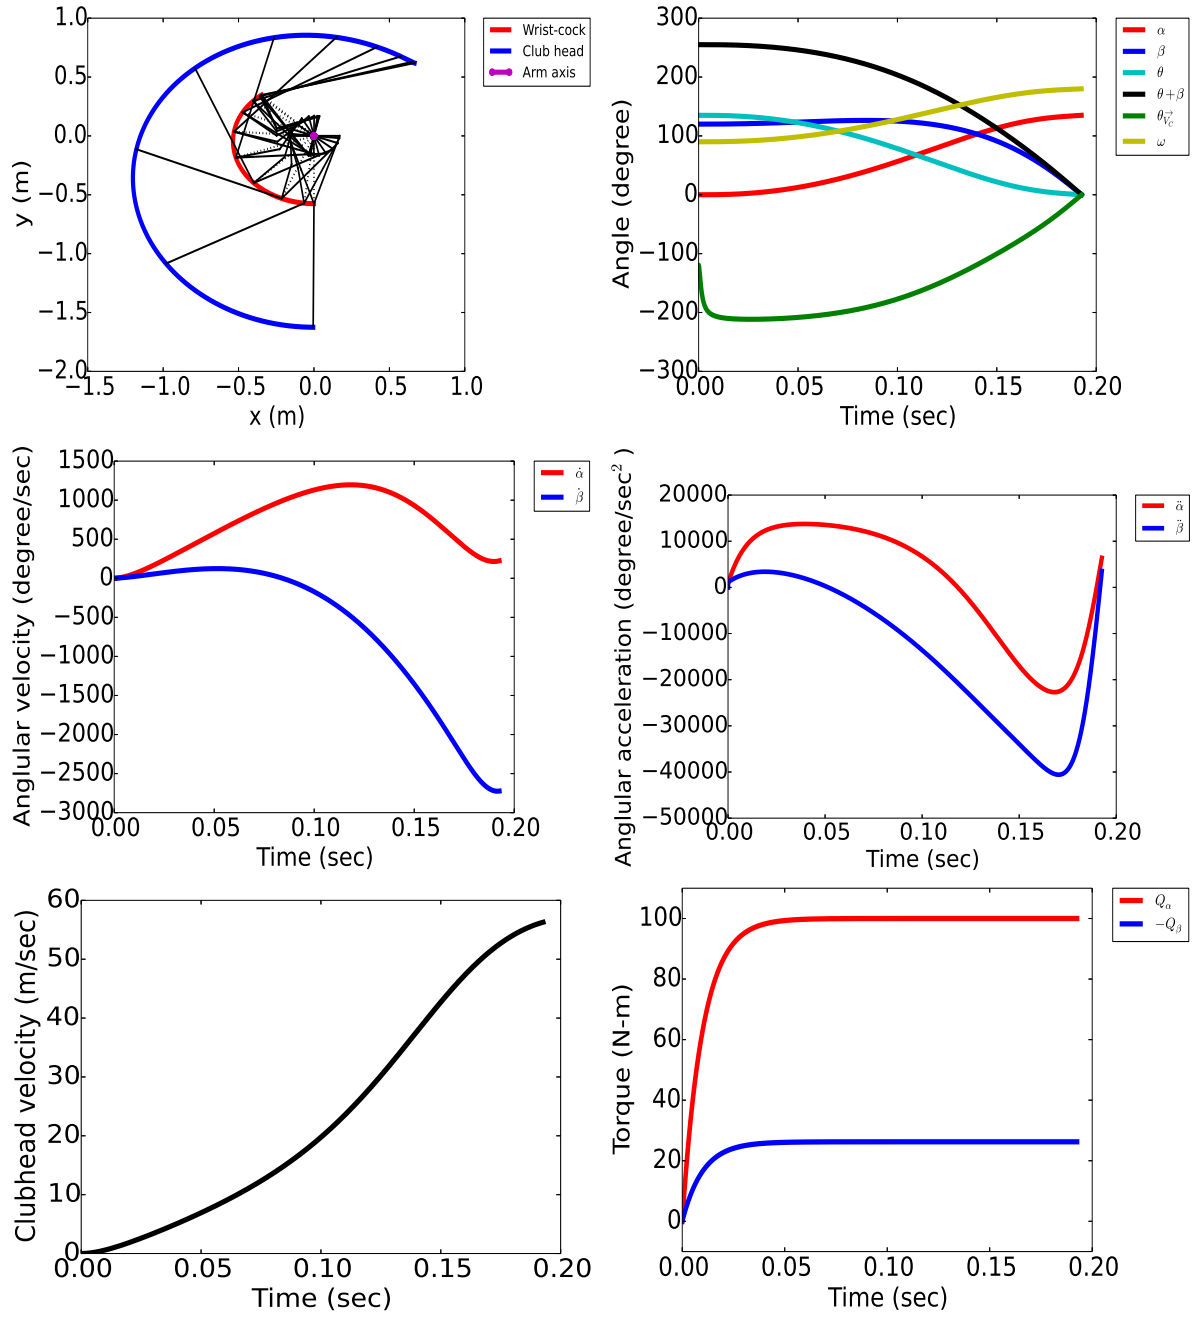 1.0
0.5
0.0
−0.5
−1.0
−1.5
−2.0
y (m)
−1.5 −1.0 −0.5 0.0 0.5 1.0
x (m)
Wrist-cock
Club head
Arm axis
300
200
100
0
−100
−200
−300
Angle (degree)
0.00 0.05 0.10 0.15 0.20
Time (sec)
α
β
θ
θ+β
θ_{\vec{V}_C}
ω
1500
1000
500
0
−500
−1000
−1500
−2000
−2500
−3000
Anglular velocity (degree/sec)
0.00 0.05 0.10 0.15 0.20
Time (sec)
α̇
β̇
20000
10000
0
−10000
−20000
−30000
−40000
−50000
Anglular acceleration (degree/sec²)
0.00 0.05 0.10 0.15 0.20
Time (sec)
α̈
β̈
60
50
40
30
20
10
0
Clubhead velocity (m/sec)
0.00 0.05 0.10 0.15 0.20
Time (sec)
100
80
60
40
20
0
Torque (N-m)
0.00 0.05 0.10 0.15 0.20
Time (sec)
Q_α
−Q_β